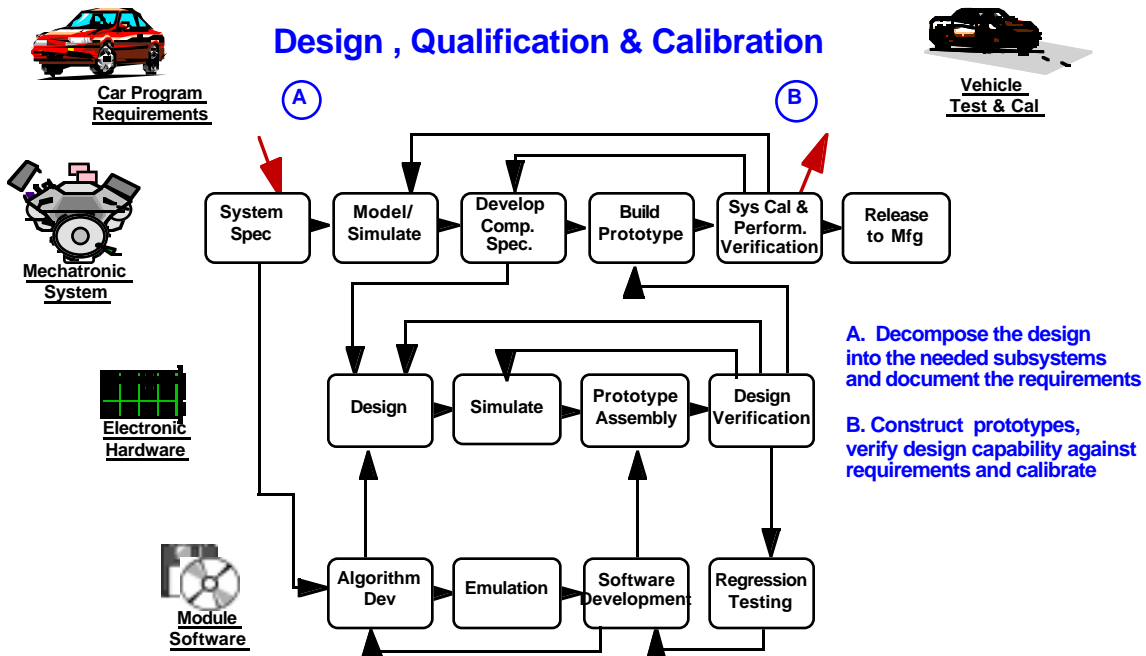 Design , Qualification & Calibration
Car Program
Requirements
A
B
Vehicle
Test & Cal
Mechatronic
System
System
Spec
Model/
Simulate
Develop
Comp.
Spec.
Build
Prototype
Sys Cal &
Perform.
Verification
Release
to Mfg
A. Decompose the design
into the needed subsystems
and document the requirements
B. Construct prototypes,
verify design capability against
requirements and calibrate
Electronic
Hardware
Design
Simulate
Prototype
Assembly
Design
Verification
Module
Software
Algorithm
Dev
Emulation
Software
Development
Regression
Testing